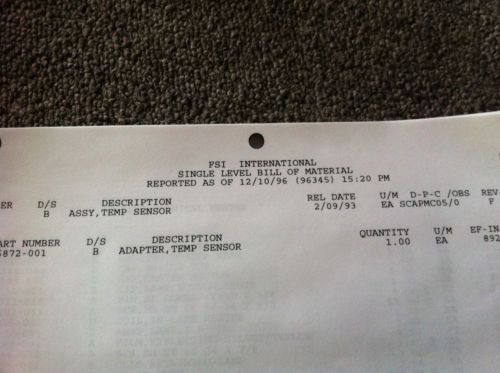 FSI INTERNATIONAL
SINGLE LEVEL BILL OF MATERIAL
REPORTED AS OF 12/10/96 (96345) 15:20 PM
ER D/S DESCRIPTION REL DATE U/M D-P-C /OBS REV
B ASSY,TEMP SENSOR 2/09/93 EA SCAPMC05/0 F
ART NUMBER D/S DESCRIPTION QUANTITY U/M EF-IN
5872-001 B ADAPTER,TEMP SENSOR 1.00 EA 892